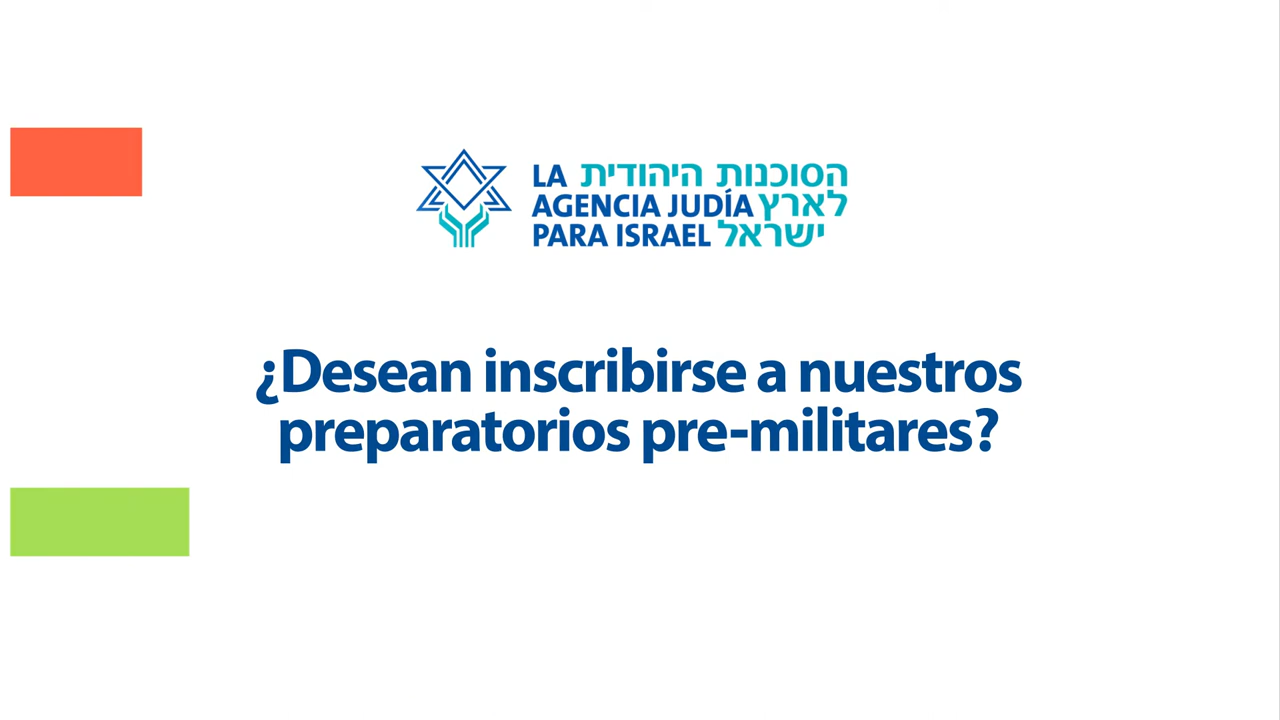 LA הסוכנות היהודית
AGENCIA JUDÍA לארץ
PARA ISRAEL ישראל
¿Desean inscribirse a nuestros
preparatorios pre-militares?